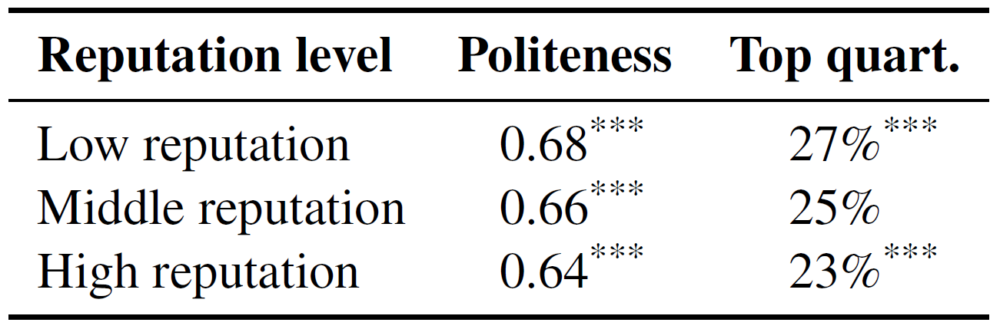 Reputation level Politeness Top quart.
Low reputation 0.68*** 27%***
Middle reputation 0.66*** 25%
High reputation 0.64*** 23%***